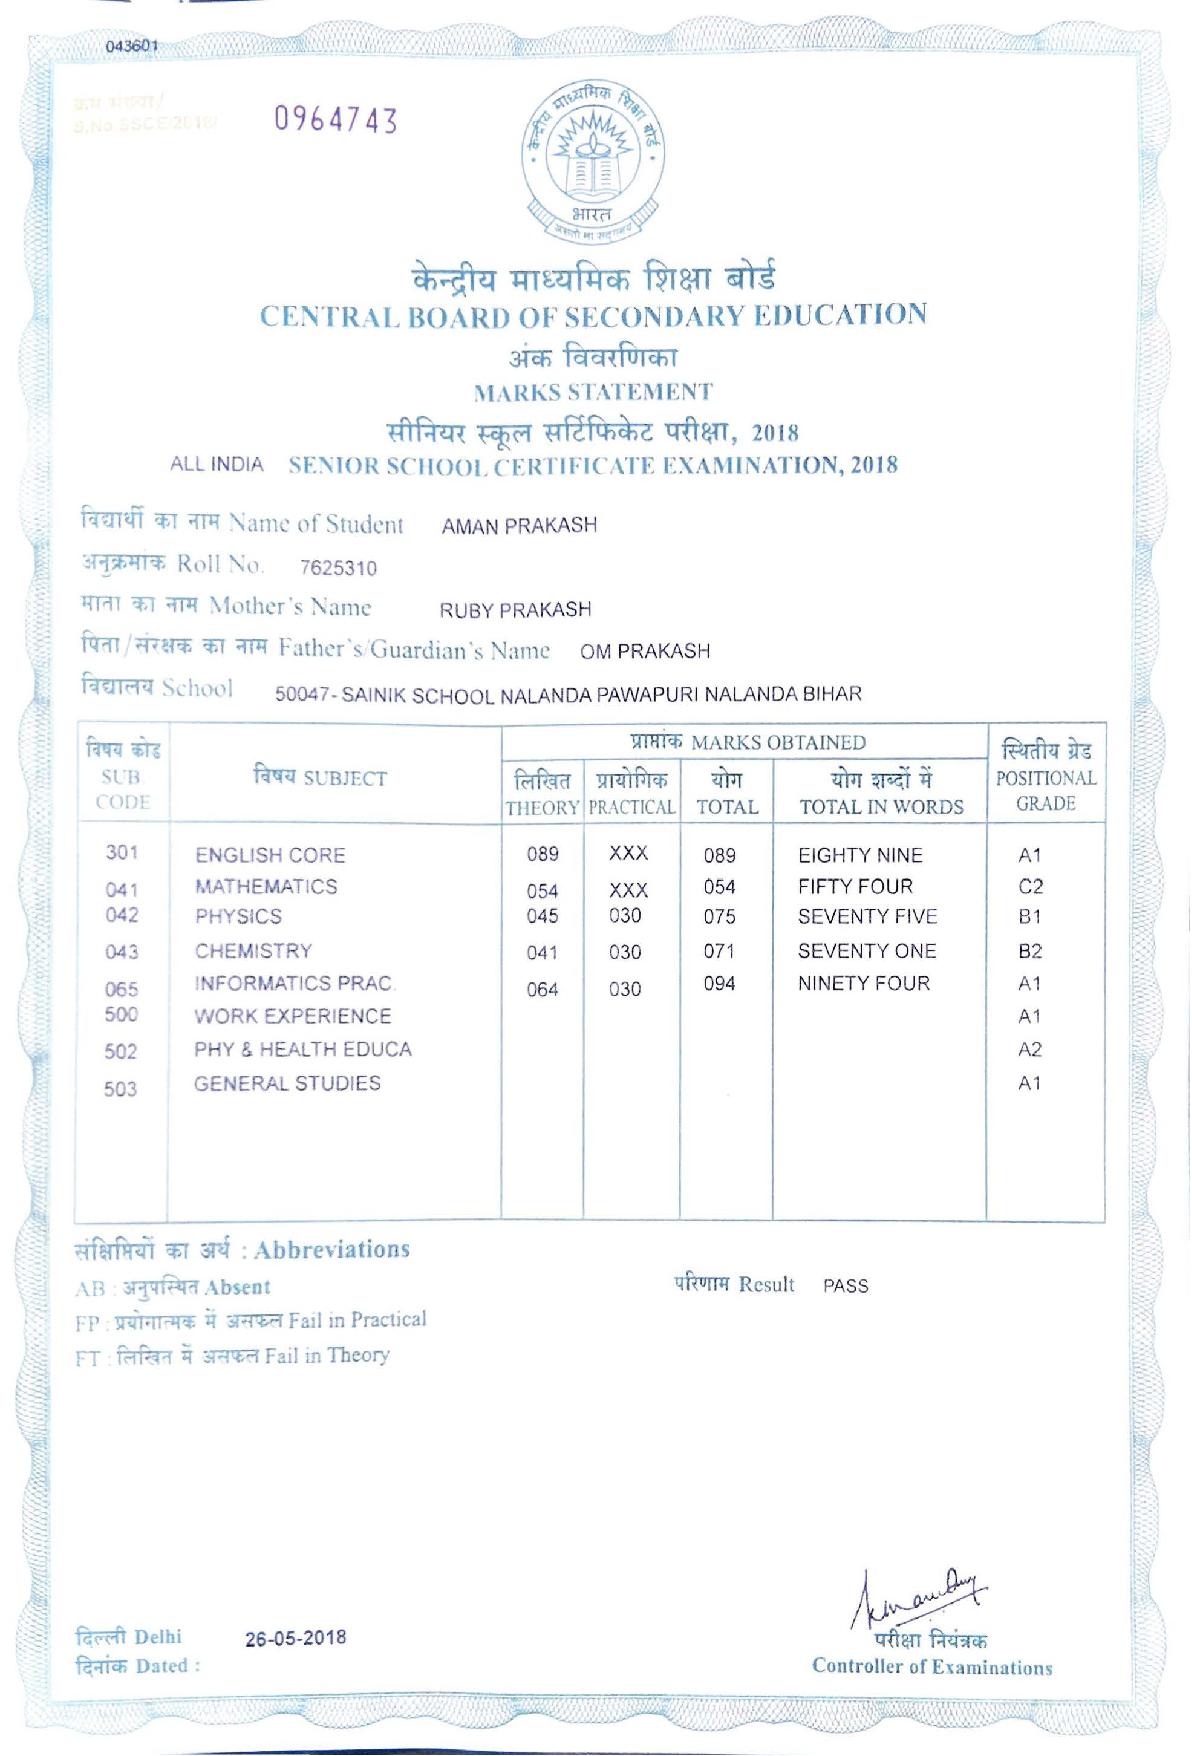 043601
क्रम संख्या/
S.No.SSCE/2018/ 0964743
केन्द्रीय माध्यमिक शिक्षा बोर्ड
भारत
असतो मा सद्गमय
केन्द्रीय माध्यमिक शिक्षा बोर्ड
CENTRAL BOARD OF SECONDARY EDUCATION
अंक विवरणिका
MARKS STATEMENT
सीनियर स्कूल सर्टिफिकेट परीक्षा, 2018
ALL INDIA SENIOR SCHOOL CERTIFICATE EXAMINATION, 2018
विद्यार्थी का नाम Name of Student AMAN PRAKASH
अनुक्रमांक Roll No. 7625310
माता का नाम Mother's Name RUBY PRAKASH
पिता/संरक्षक का नाम Father's/Guardian's Name OM PRAKASH
विद्यालय School 50047- SAINIK SCHOOL NALANDA PAWAPURI NALANDA BIHAR
विषय कोड SUB CODE विषय SUBJECT प्राप्तांक MARKS OBTAINED स्थितीय ग्रेड POSITIONAL GRADE
लिखित THEORY प्रायोगिक PRACTICAL योग TOTAL योग शब्दों में TOTAL IN WORDS
301 ENGLISH CORE 089 XXX 089 EIGHTY NINE A1
041 MATHEMATICS 054 XXX 054 FIFTY FOUR C2
042 PHYSICS 045 030 075 SEVENTY FIVE B1
043 CHEMISTRY 041 030 071 SEVENTY ONE B2
065 INFORMATICS PRAC. 064 030 094 NINETY FOUR A1
500 WORK EXPERIENCE A1
502 PHY & HEALTH EDUCA A2
503 GENERAL STUDIES A1
संक्षिप्तियों का अर्थ : Abbreviations
AB : अनुपस्थित Absent परिणाम Result PASS
FP : प्रयोगात्मक में असफल Fail in Practical
FT : लिखित में असफल Fail in Theory
दिल्ली Delhi 26-05-2018
परीक्षा नियंत्रक
दिनांक Dated :
Controller of Examinations